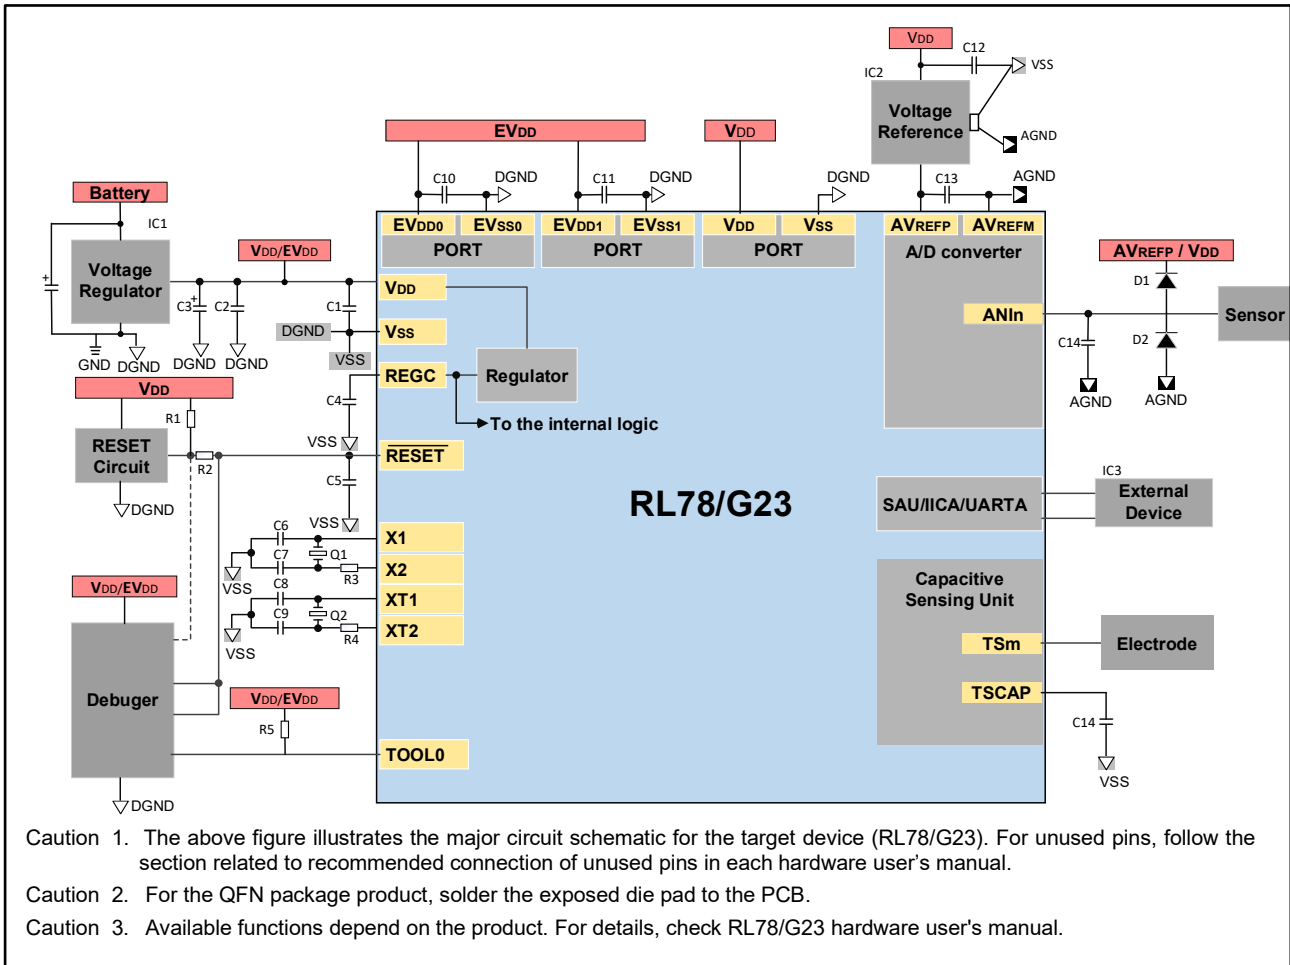 VDD
C12
VSS
IC2
Voltage
Reference
AGND
EVDD
VDD
C10
DGND
C11
DGND
DGND
C13
AGND
Battery
IC1
EVDD0
EVSS0
PORT
EVDD1
EVSS1
PORT
VDD
VSS
PORT
AVREFP
AVREFM
A/D converter
VDD/EVDD
AVREFP / VDD
Voltage
Regulator
+
C3
+
C2
C1
VDD
D1
ANIn
Sensor
DGND
VSS
VSS
C14
D2
GND
DGND
DGND
DGND
REGC
Regulator
AGND
AGND
VDD
R1
C4
To the internal logic
VSS
RESET
Circuit
R2
RESET
C5
DGND
VSS
RL78/G23
SAU/IICA/UARTA
IC3
External
Device
C6
X1
Q1
C7
R3
X2
VSS
C8
XT1
Q2
C9
R4
XT2
VSS
VDD/EVDD
Capacitive
Sensing Unit
TSm
Electrode
Debuger
VDD/EVDD
TSCAP
C14
R5
TOOL0
VSS
DGND
Caution 1. The above figure illustrates the major circuit schematic for the target device (RL78/G23). For unused pins, follow the
section related to recommended connection of unused pins in each hardware user’s manual.
Caution 2. For the QFN package product, solder the exposed die pad to the PCB.
Caution 3. Available functions depend on the product. For details, check RL78/G23 hardware user's manual.